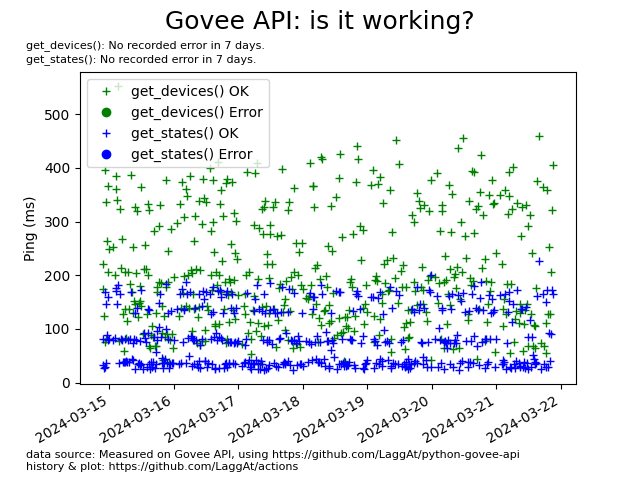 Govee API: is it working?
get_devices(): No recorded error in 7 days.
get_states(): No recorded error in 7 days.
get_devices() OK
get_devices() Error
get_states() OK
get_states() Error
Ping (ms)
500
400
300
200
100
0
2024-03-15
2024-03-16
2024-03-17
2024-03-18
2024-03-19
2024-03-20
2024-03-21
2024-03-22
data source: Measured on Govee API, using https://github.com/LaggAt/python-govee-api
history & plot: https://github.com/LaggAt/actions